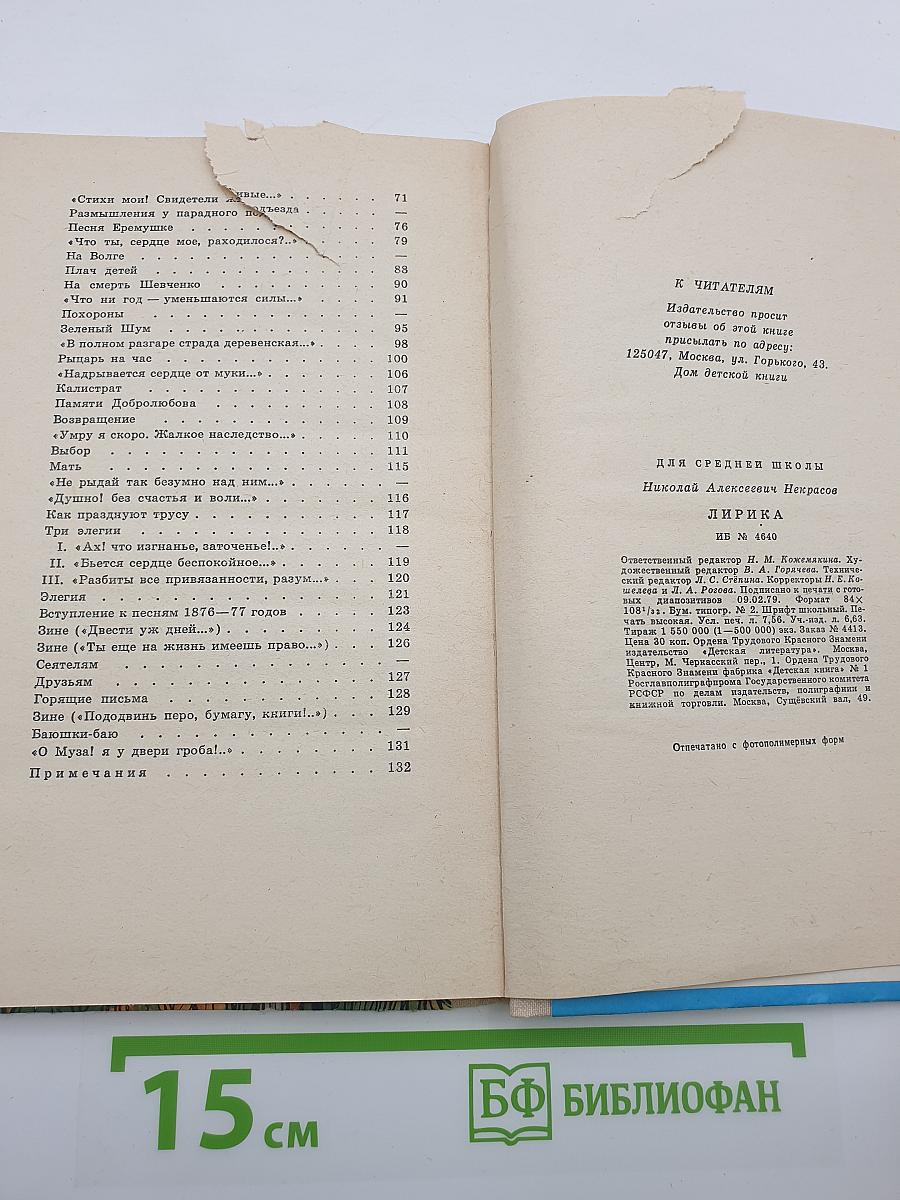 «Стихи мои! Свидетели ивые...» . . . . . . 71
Размышления у парадного подъезда . . . . . —
Песня Еремушке . . . . . . . . . . . 76
«Что ты, сердце мое, расходилося?..» . . . . 79
На Волге . . . . . . . . . . . . . —
Плач детей . . . . . . . . . . . . 88
На смерть Шевченко . . . . . . . . . 90
«Что ни год — уменьшаются силы...» . . . . 91
Похороны . . . . . . . . . . . . . —
Зеленый Шум . . . . . . . . . . . 95
«В полном разгаре страда деревенская...» . . . 98
Рыцарь на час . . . . . . . . . . . 100
«Надрывается сердце от муки...» . . . . . . 106
Калистрат . . . . . . . . . . . . 107
Памяти Добролюбова . . . . . . . . . 108
Возвращение . . . . . . . . . . . 109
«Умру я скоро. Жалкое наследство...» . . . . . 110
Выбор . . . . . . . . . . . . . 111
Мать . . . . . . . . . . . . . 115
«Не рыдай так безумно над ним...» . . . . . . —
«Душно! без счастья и воли...» . . . . . . . 116
Как празднуют трусу . . . . . . . . . . 117
Три элегии . . . . . . . . . . . . 118
I. «Ах! что изгнанье, заточенье!..» . . . . . —
II. «Бьется сердце беспокойное...» . . . . . . 119
III. «Разбиты все привязанности, разум...» . . . 120
Элегия . . . . . . . . . . . . . 121
Вступление к песням 1876—77 годов . . . . . 123
Зине («Двести уж дней...») . . . . . . . . 124
Зине («Ты еще на жизнь имеешь право...») . . . 126
Сеятелям . . . . . . . . . . . . . —
Друзьям . . . . . . . . . . . . . 127
Горящие письма . . . . . . . . . . . 128
Зине («Пододвинь перо, бумагу, книги!..») . . . 129
Баюшки-баю . . . . . . . . . . . . —
«О Муза! я у двери гроба!..» . . . . . . . . 131
Примечания . . . . . . . . . . . 132
К ЧИТАТЕЛЯМ
Издательство просит
отзывы об этой книге
присылать по адресу:
125047, Москва, ул. Горького, 43.
Дом детской книги
ДЛЯ СРЕДНЕЙ ШКОЛЫ
Николай Алексеевич Некрасов
ЛИРИКА
ИБ № 4640
Ответственный редактор Н. М. Кожемякина. Ху-
дожественный редактор В. А. Горячева. Техниче-
ский редактор Л. С. Стёпина. Корректоры Н. Е. Ко-
шелева и Л. А. Рогова. Подписано к печати с гото-
вых диапозитивов 09.02.79. Формат 84×
108¹/₃₂. Бум. типогр. № 2. Шрифт школьный. Пе-
чать высокая. Усл. печ. л. 7,56. Уч.-изд. л. 6,63.
Тираж 1 550 000 (1—500 000) экз. Заказ № 4413.
Цена 30 коп. Ордена Трудового Красного Знамени
издательство «Детская литература». Москва,
Центр, М. Черкасский пер., 1. Ордена Трудового
Красного Знамени фабрика «Детская книга» № 1
Росглавполиграфпрома Государственного комитета
РСФСР по делам издательств, полиграфии и
книжной торговли. Москва, Сущёвский вал, 49.
Отпечатано с фотополимерных форм
15 см
БФ БИБЛИОФАН